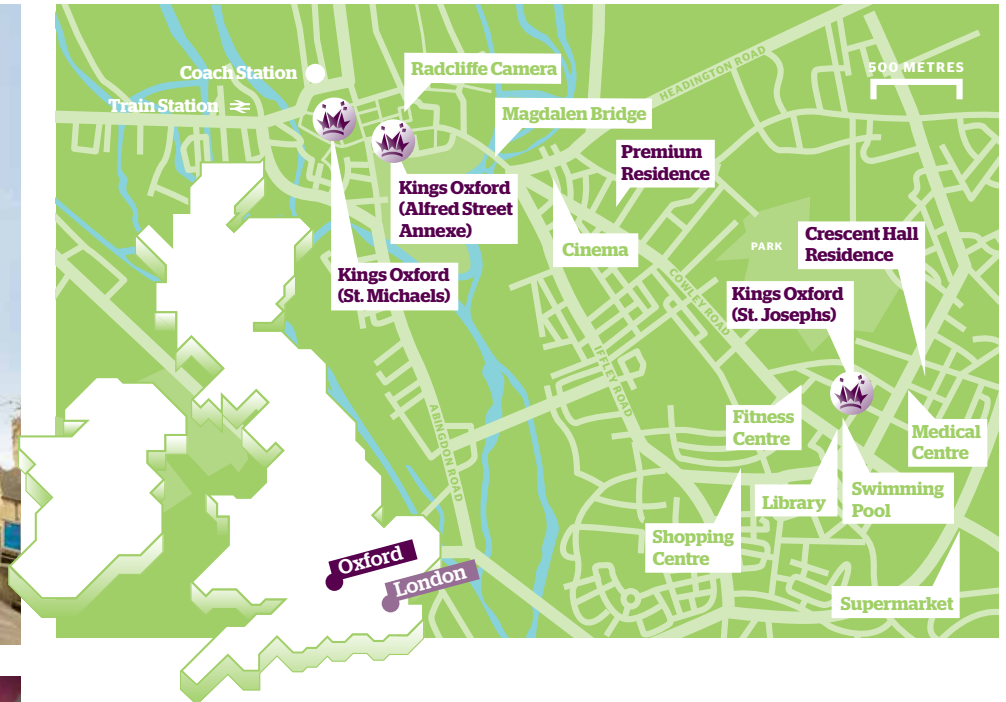 Coach Station
Train Station
Radcliffe Camera
Magdalen Bridge
HEADINGTON ROAD
500 METRES
Premium
Residence
Kings Oxford
(Alfred Street
Annexe)
Cinema
PARK
Crescent Hall
Residence
Kings Oxford
(St. Michaels)
Kings Oxford
(St. Josephs)
COWLEY ROAD
IFFLEY ROAD
ABINGDON ROAD
Fitness
Centre
Medical
Centre
Library
Swimming
Pool
Shopping
Centre
Supermarket
Oxford
London